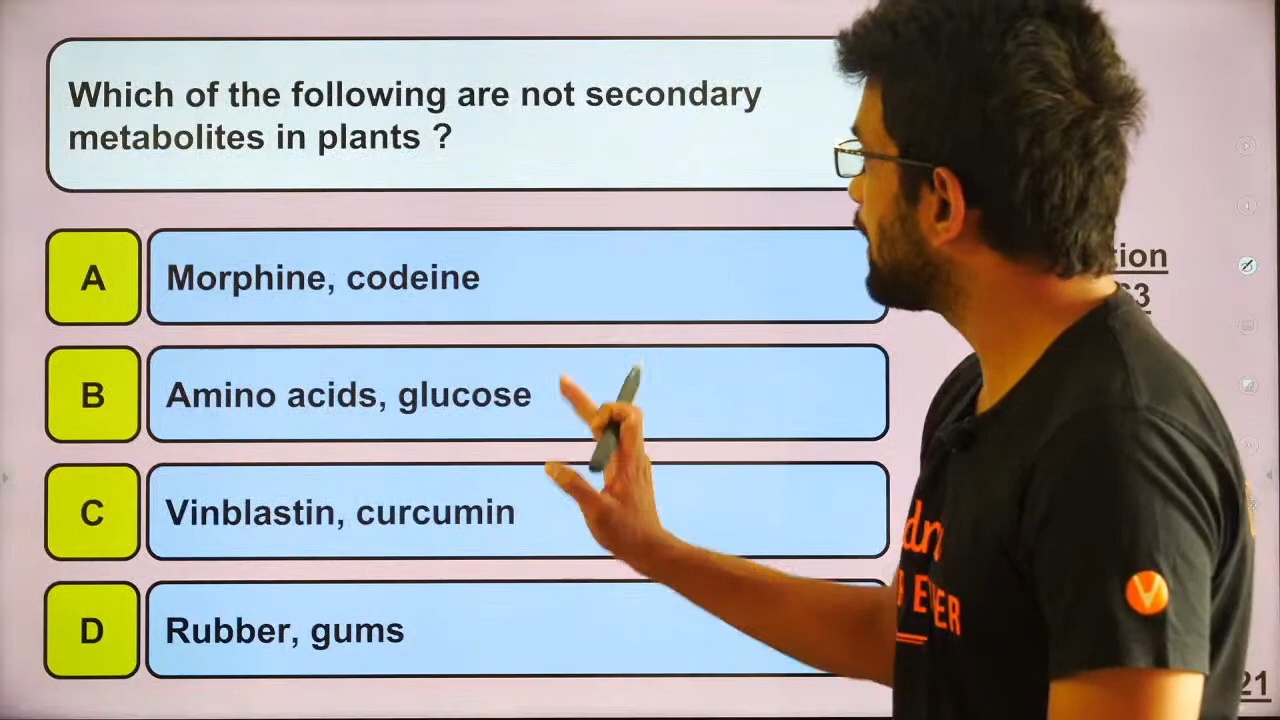 Which of the following are not secondary
metabolites in plants ?
A
Morphine, codeine
B
Amino acids, glucose
C
Vinblastin, curcumin
D
Rubber, gums